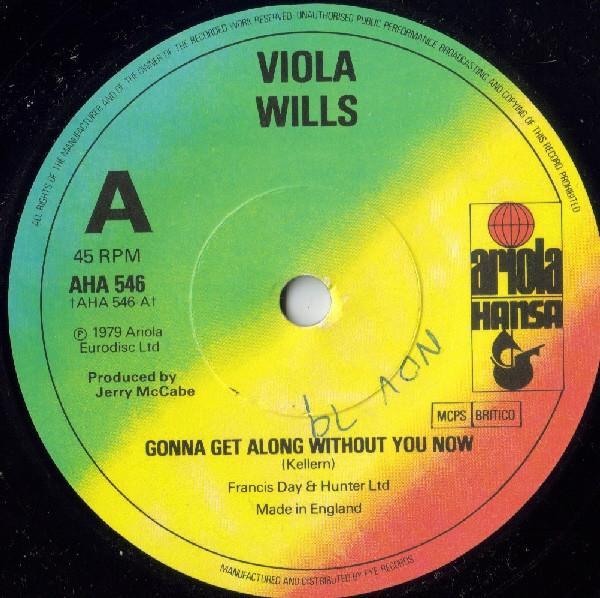 ALL RIGHTS OF THE MANUFACTURER AND OF THE OWNER OF THE RECORDED WORK RESERVED. UNAUTHORISED PUBLIC PERFORMANCE BROADCASTING AND COPYING OF THIS RECORD PROHIBITED
VIOLA
WILLS
A
45 RPM
AHA 546
†AHA 546 A†
℗ 1979 Ariola
Eurodisc Ltd
Produced by
Jerry McCabe
ariola
HANSA
MCPS BRITICO
NOV 79
GONNA GET ALONG WITHOUT YOU NOW
(Kellern)
Francis Day & Hunter Ltd
Made in England
MANUFACTURED AND DISTRIBUTED BY PYE RECORDS